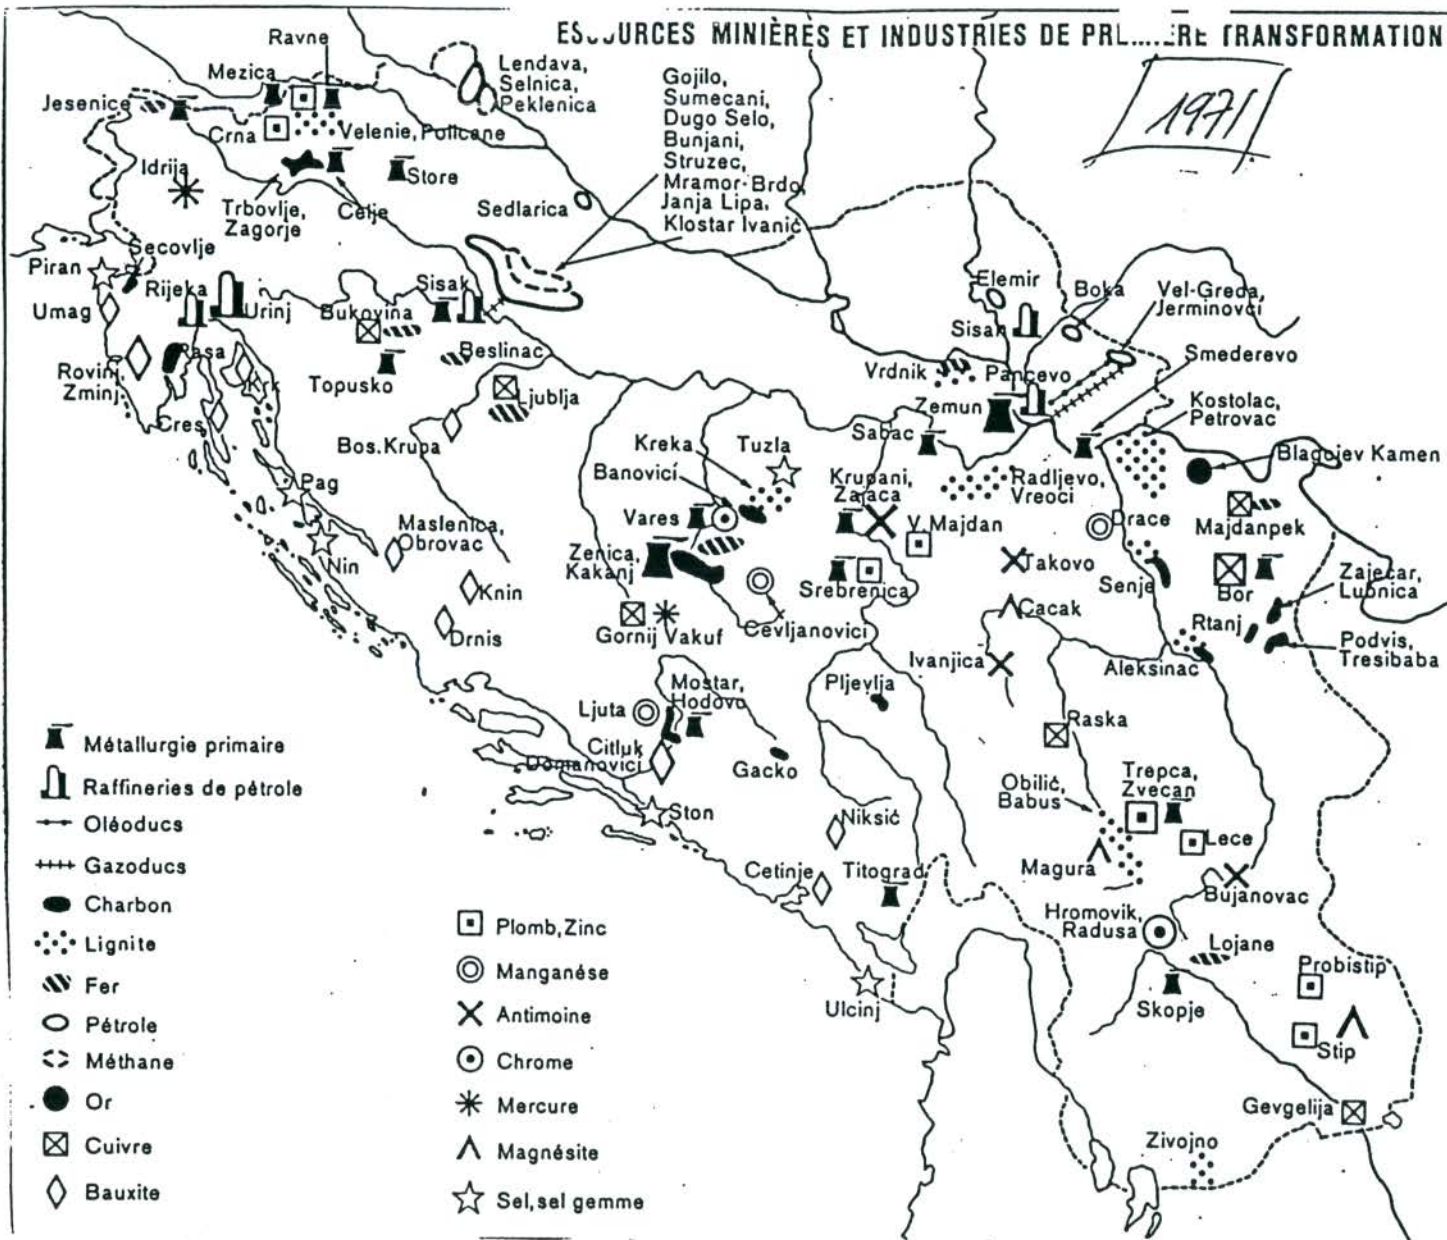 ESSOURCES MINIÈRES ET INDUSTRIES DE PREMIÈRE TRANSFORMATION
1971
Ravne
Mezica
Jesenice
Crna
Velenie, Policane
Idrija
Store
Trbovlje,
Zagorje
Celje
Lendava,
Selnica,
Peklenica
Gojilo,
Sumecani,
Dugo Selo,
Bunjani,
Struzec,
Mramor-Brdo,
Janja Lipa,
Klostar Ivanić
Sedlarica
Secovlje
Piran
Umag
Rijeka
Urinj
Bukovina
Sisak
Beslinac
Topusko
Rovinj,
Zminj
Rasa
Krk
Cres
Ljublja
Bos.Krupa
Pag
Nin
Maslenica,
Obrovac
Knin
Drnis
Elemir
Boka
Vel-Greda,
Jerminovci
Sisan
Smederevo
Vrdnik
Pancevo
Zemun
Kostolac,
Petrovac
Sabac
Blagojev Kamen
Kreka
Tuzla
Banovicí
Krupani,
Zajaca
Radljevo,
Vreoci
Vares
V.Majdan
Drace
Majdanpek
Zenica,
Kakanj
Srebrenica
Takovo
Senje
Bor
Zajecar,
Lubnica
Gornij Vakuf
Cevljanovici
Cacak
Rtanj
Podvis,
Tresibaba
Ivanjica
Aleksinac
Mostar,
Hodovo
Pljevlja
Ljuta
Citluk
Domanovici
Gacko
Raska
Ston
Niksić
Obilić,
Babus
Trepca,
Zvecan
Lece
Magura
Cetinje
Titograd
Bujanovac
Hromovik,
Radusa
Lojane
Probistip
Ulcinj
Skopje
Stip
Gevgelija
Zivojno
Métallurgie primaire
Raffineries de pétrole
Oléoducs
Gazoducs
Charbon
Lignite
Fer
Pétrole
Méthane
Or
Cuivre
Bauxite
Plomb,Zinc
Manganése
Antimoine
Chrome
Mercure
Magnésite
Sel,sel gemme